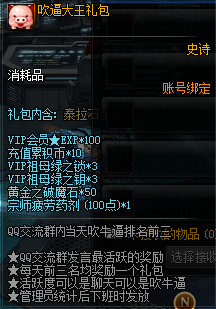 吹逼大王礼包
史诗
消耗品
账号绑定
礼包内含：泰拉石
VIP会员★EXP*100
充值累积币*10
VIP祖母绿之锁*3
VIP祖母绿之钥*3
黄金之破魔石*50
宗师疲劳药剂 (100点)*1
QQ交流群内当天吹牛逼排名前三
的物品 (0
★QQ交流群发言最活跃的奖励
选择接收
★每天前三名均奖励一个礼包
★活跃度可以是聊天可以是吹牛逼
★管理员统计后下班时发放
N